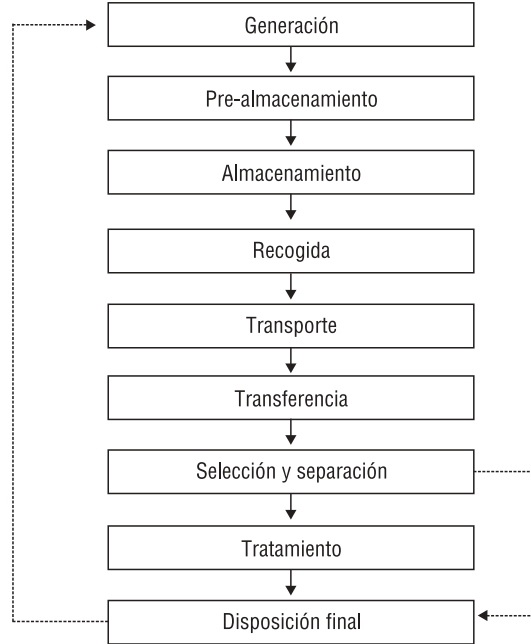 Generación
Pre-almacenamiento
Almacenamiento
Recogida
Transporte
Transferencia
Selección y separación
Tratamiento
Disposición final